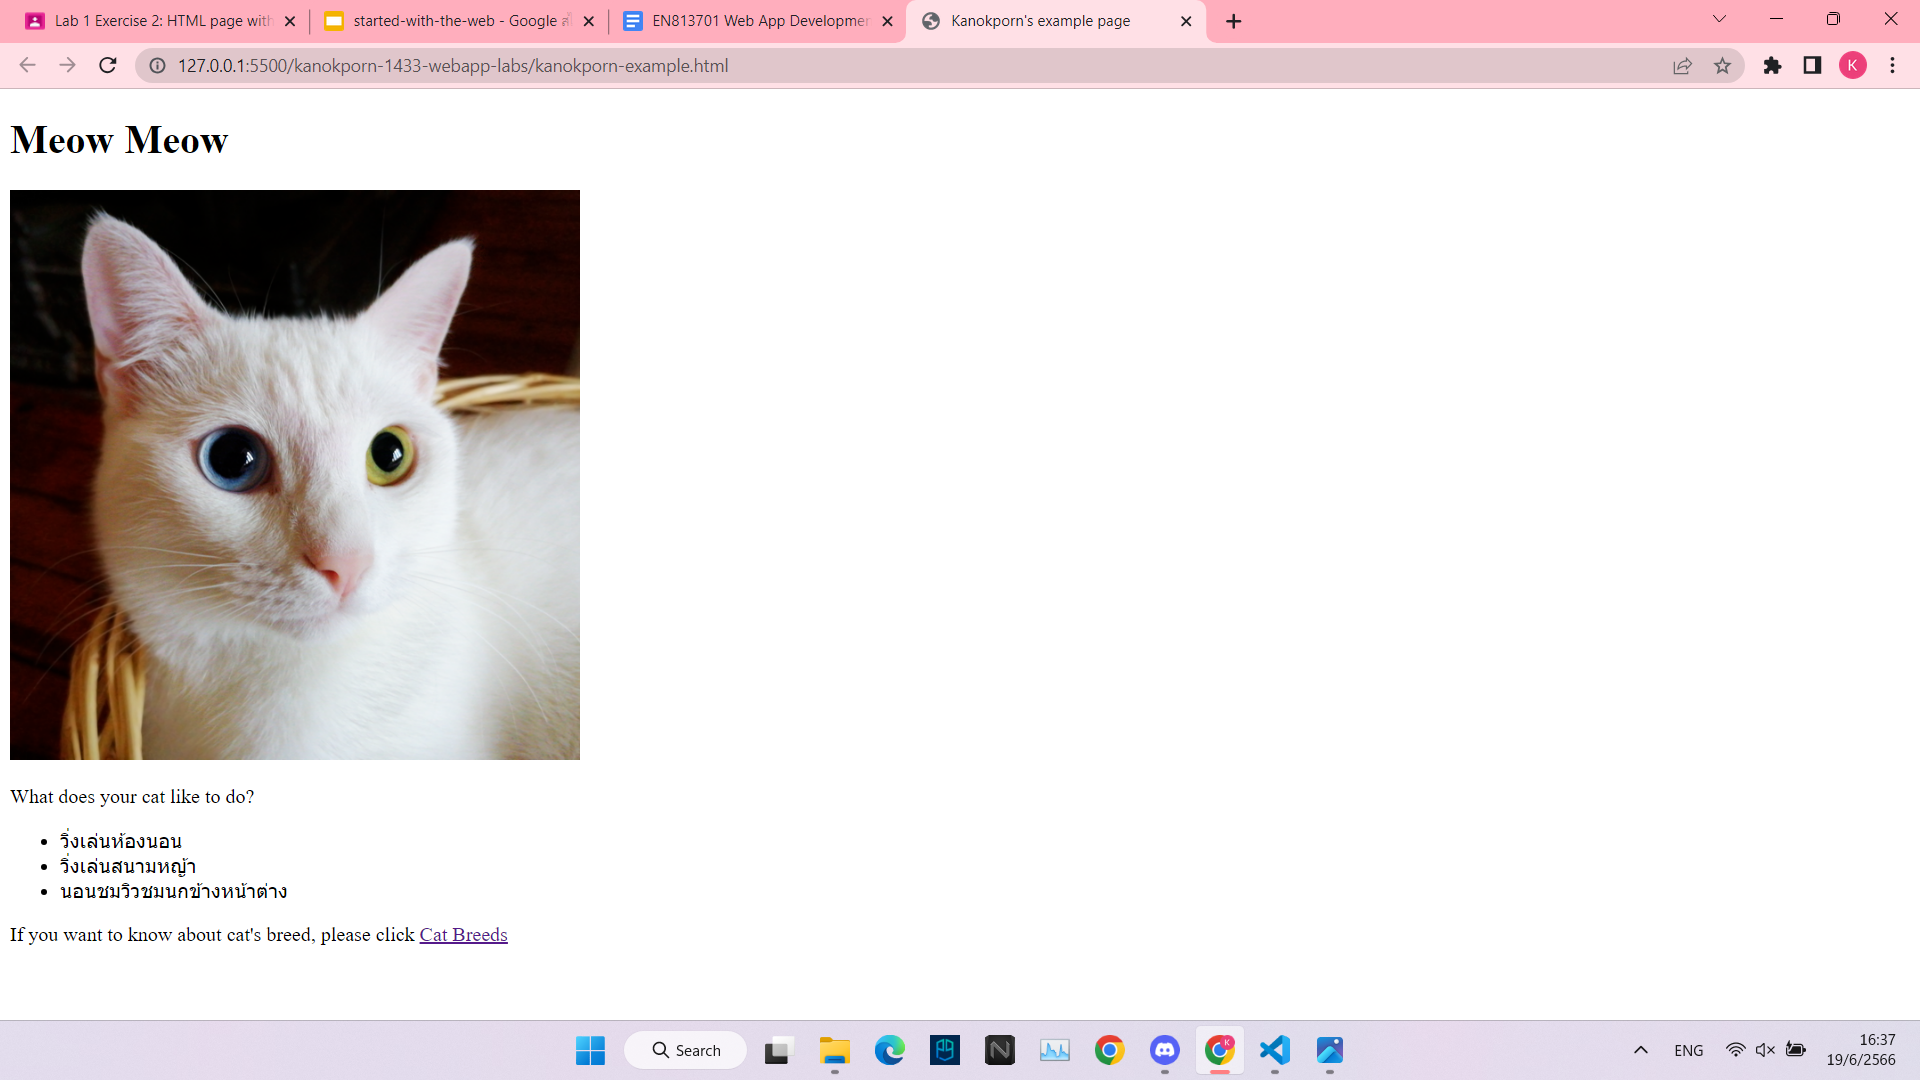 Lab 1 Exercise 2: HTML page with
started-with-the-web - Google ส
EN813701 Web App Developmen
Kanokporn's example page
127.0.0.1:5500/kanokporn-1433-webapp-labs/kanokporn-example.html
K
Meow Meow
What does your cat like to do?
วิ่งเล่นห้องนอน
วิ่งเล่นสนามหญ้า
นอนชมวิวชมนกข้างหน้าต่าง
If you want to know about cat's breed, please click Cat Breeds
Search
K
ENG
16:37
19/6/2566